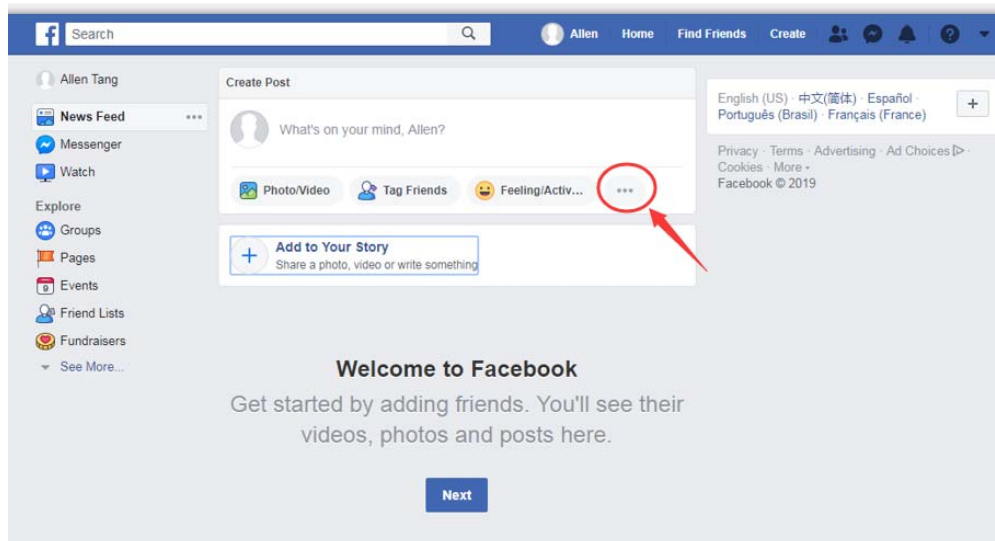 f Search Allen Home Find Friends Create
Allen Tang
News Feed
Messenger
Watch
Explore
Groups
Pages
9 Events
Friend Lists
Fundraisers
See More...
Create Post
What's on your mind, Allen?
Photo/Video Tag Friends Feeling/Activ...
Add to Your Story
Share a photo, video or write something
Welcome to Facebook
Get started by adding friends. You'll see their
videos, photos and posts here.
Next
English (US) · 中文(简体) · Español ·
Português (Brasil) · Français (France)
Privacy · Terms · Advertising · Ad Choices ·
Cookies · More
Facebook © 2019